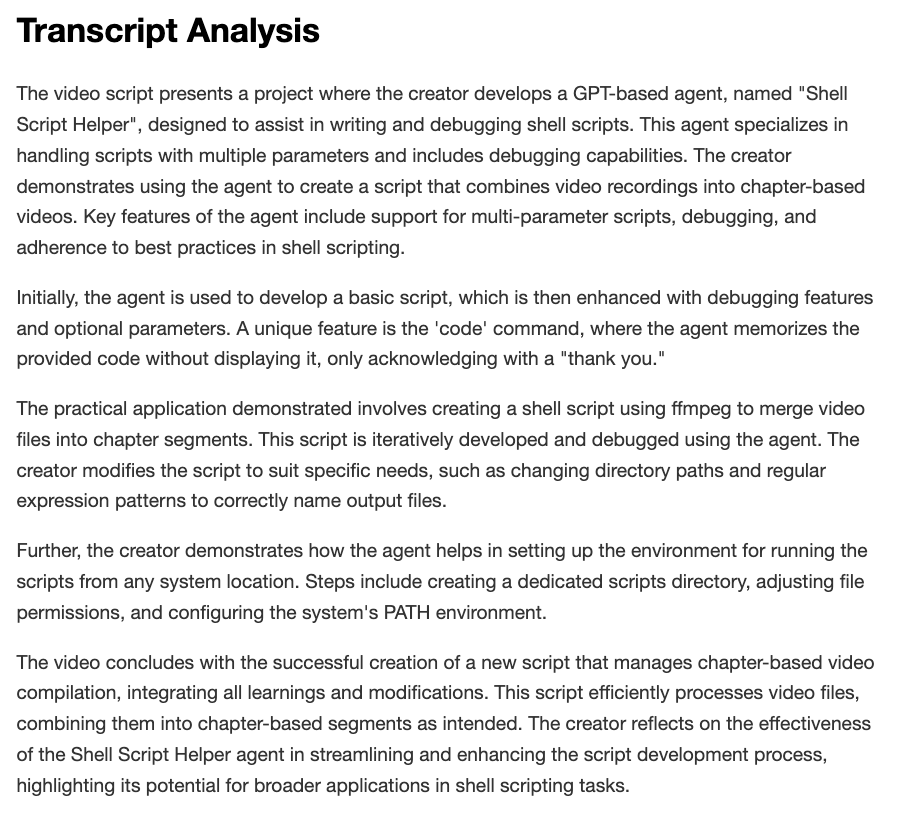 Transcript Analysis
The video script presents a project where the creator develops a GPT-based agent, named "Shell
Script Helper", designed to assist in writing and debugging shell scripts. This agent specializes in
handling scripts with multiple parameters and includes debugging capabilities. The creator
demonstrates using the agent to create a script that combines video recordings into chapter-based
videos. Key features of the agent include support for multi-parameter scripts, debugging, and
adherence to best practices in shell scripting.
Initially, the agent is used to develop a basic script, which is then enhanced with debugging features
and optional parameters. A unique feature is the 'code' command, where the agent memorizes the
provided code without displaying it, only acknowledging with a "thank you."
The practical application demonstrated involves creating a shell script using ffmpeg to merge video
files into chapter segments. This script is iteratively developed and debugged using the agent. The
creator modifies the script to suit specific needs, such as changing directory paths and regular
expression patterns to correctly name output files.
Further, the creator demonstrates how the agent helps in setting up the environment for running the
scripts from any system location. Steps include creating a dedicated scripts directory, adjusting file
permissions, and configuring the system's PATH environment.
The video concludes with the successful creation of a new script that manages chapter-based video
compilation, integrating all learnings and modifications. This script efficiently processes video files,
combining them into chapter-based segments as intended. The creator reflects on the effectiveness
of the Shell Script Helper agent in streamlining and enhancing the script development process,
highlighting its potential for broader applications in shell scripting tasks.